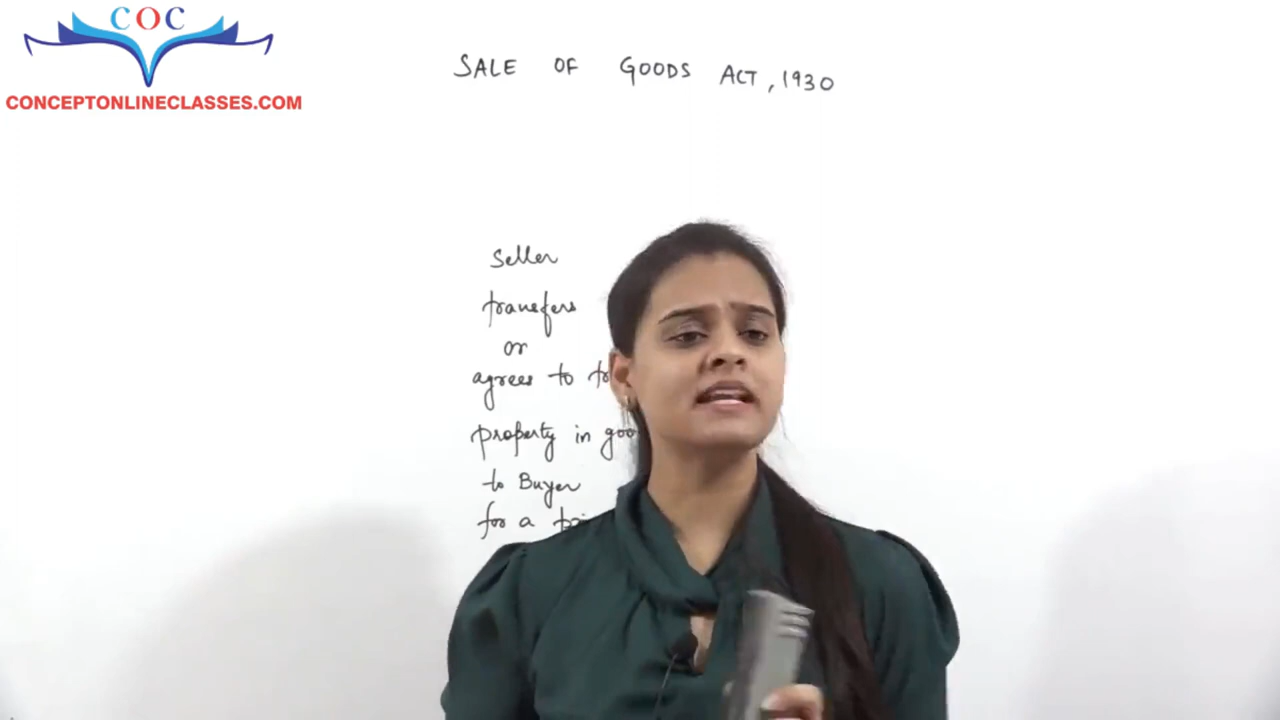 COC
CONCEPTONLINECLASSES.COM
SALE OF GOODS ACT, 1930
Seller
transfers
or
agrees to
property in
to Buyer
for a